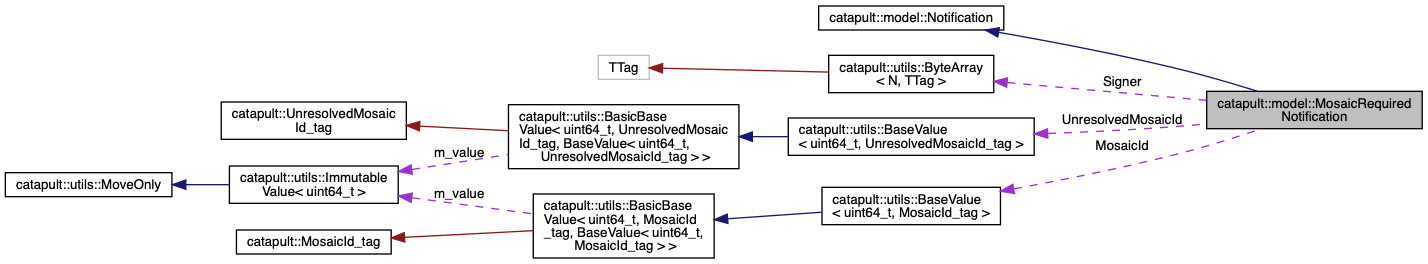 catapult::model::Notification
TTag
catapult::utils::ByteArray
< N, TTag >
Signer
catapult::model::MosaicRequired
Notification
catapult::UnresolvedMosaic
Id_tag
catapult::utils::BasicBase
Value< uint64_t, UnresolvedMosaic
Id_tag, BaseValue< uint64_t,
UnresolvedMosaicId_tag > >
catapult::utils::BaseValue
< uint64_t, UnresolvedMosaicId_tag >
UnresolvedMosaicId
MosaicId
m_value
catapult::utils::MoveOnly
catapult::utils::Immutable
Value< uint64_t >
m_value
catapult::utils::BasicBase
Value< uint64_t, MosaicId
_tag, BaseValue< uint64_t,
MosaicId_tag > >
catapult::utils::BaseValue
< uint64_t, MosaicId_tag >
catapult::MosaicId_tag